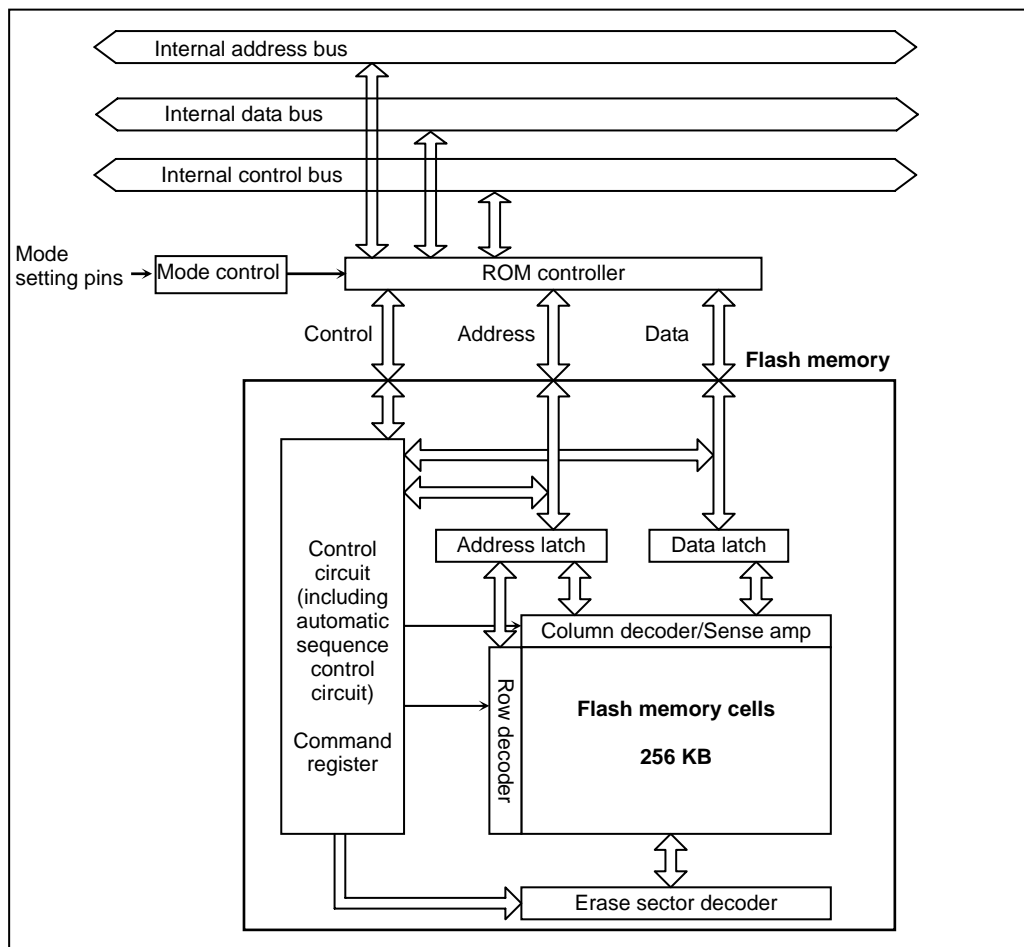 Internal address bus
Internal data bus
Internal control bus
Mode
setting pins
Mode control
ROM controller
Control
Address
Data
Flash memory
Control
circuit
(including
automatic
sequence
control
circuit)
Command
register
Address latch
Data latch
Column decoder/Sense amp
Row decoder
Flash memory cells
256 KB
Erase sector decoder